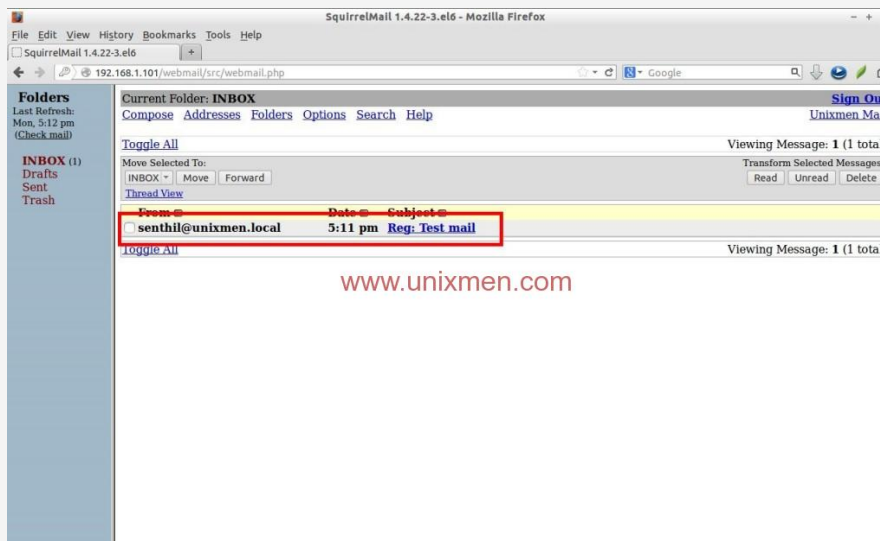 SquirrelMail 1.4.22-3.el6 - Mozilla Firefox
File Edit View History Bookmarks Tools Help
SquirrelMail 1.4.22-3.el6
192.168.1.101/webmail/src/webmail.php
Google
Folders
Last Refresh:
Mon, 5:12 pm
(Check mail)
INBOX (1)
Drafts
Sent
Trash
Current Folder: INBOX
Sign Ou
Compose Addresses Folders Options Search Help
Unixmen Ma
Toggle All
Viewing Message: 1 (1 tota
Move Selected To:
Transform Selected Messages
INBOX Move Forward
Read Unread Delete
Thread View
From Date Subject
senthil@unixmen.local 5:11 pm Reg: Test mail
Toggle All
Viewing Message: 1 (1 tota
www.unixmen.com